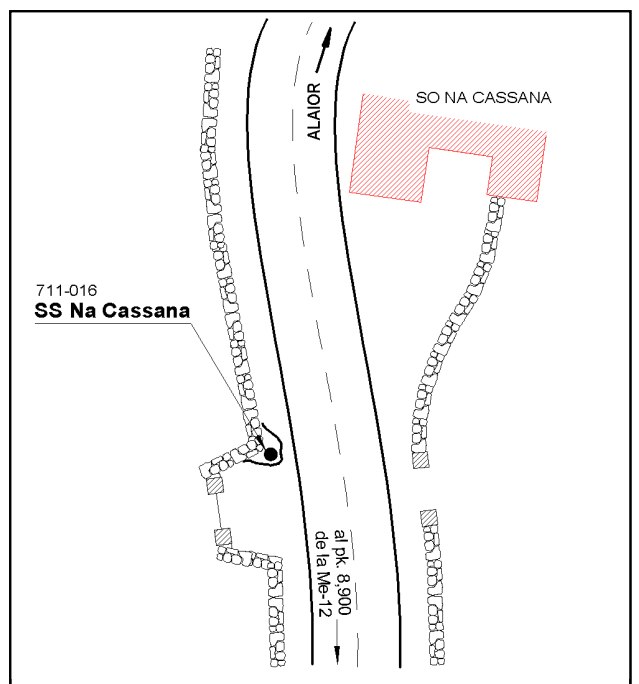 ALAIOR
SO NA CASSANA
711-016
SS Na Cassana
al pk. 8,900
de la Me-12